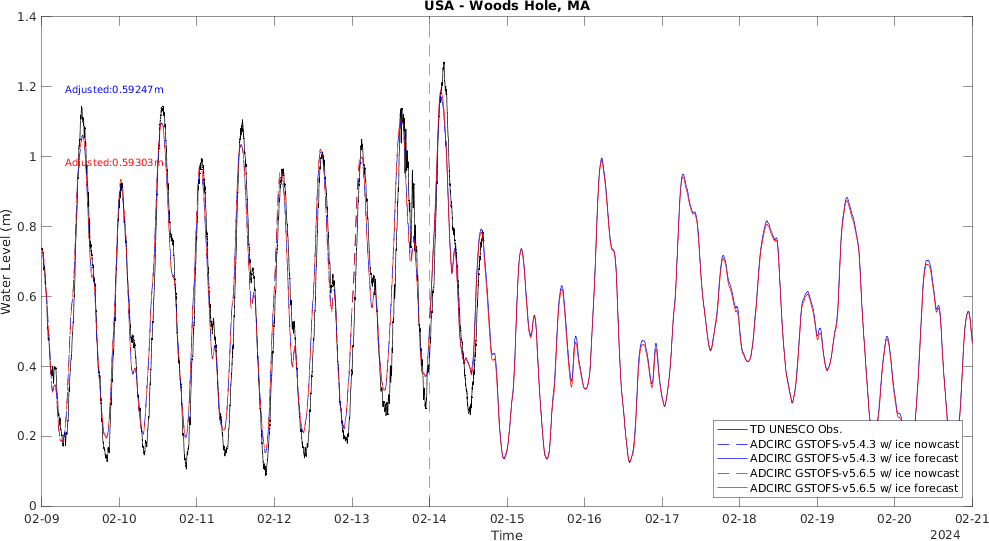 USA - Woods Hole, MA
1.4
1.2
1
0.8
0.6
0.4
0.2
0
Water Level (m)
Adjusted:0.59247m
Adjusted:0.59303m
TD UNESCO Obs.
ADCIRC GSTOFS-v5.4.3 w/ ice nowcast
ADCIRC GSTOFS-v5.4.3 w/ ice forecast
ADCIRC GSTOFS-v5.6.5 w/ ice nowcast
ADCIRC GSTOFS-v5.6.5 w/ ice forecast
02-09 02-10 02-11 02-12 02-13 02-14 02-15 02-16 02-17 02-18 02-19 02-20 02-21
Time
2024